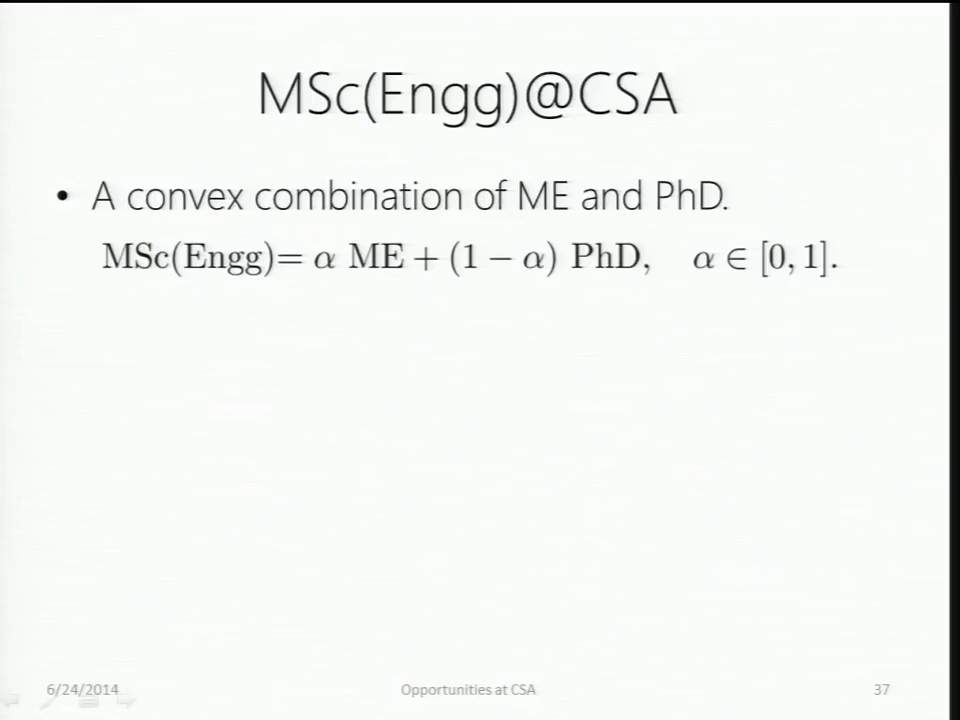 MSc(Engg)@CSA
• A convex combination of ME and PhD.
MSc(Engg)= α ME + (1 − α) PhD, α ∈ [0, 1].
6/24/2014 Opportunities at CSA 37